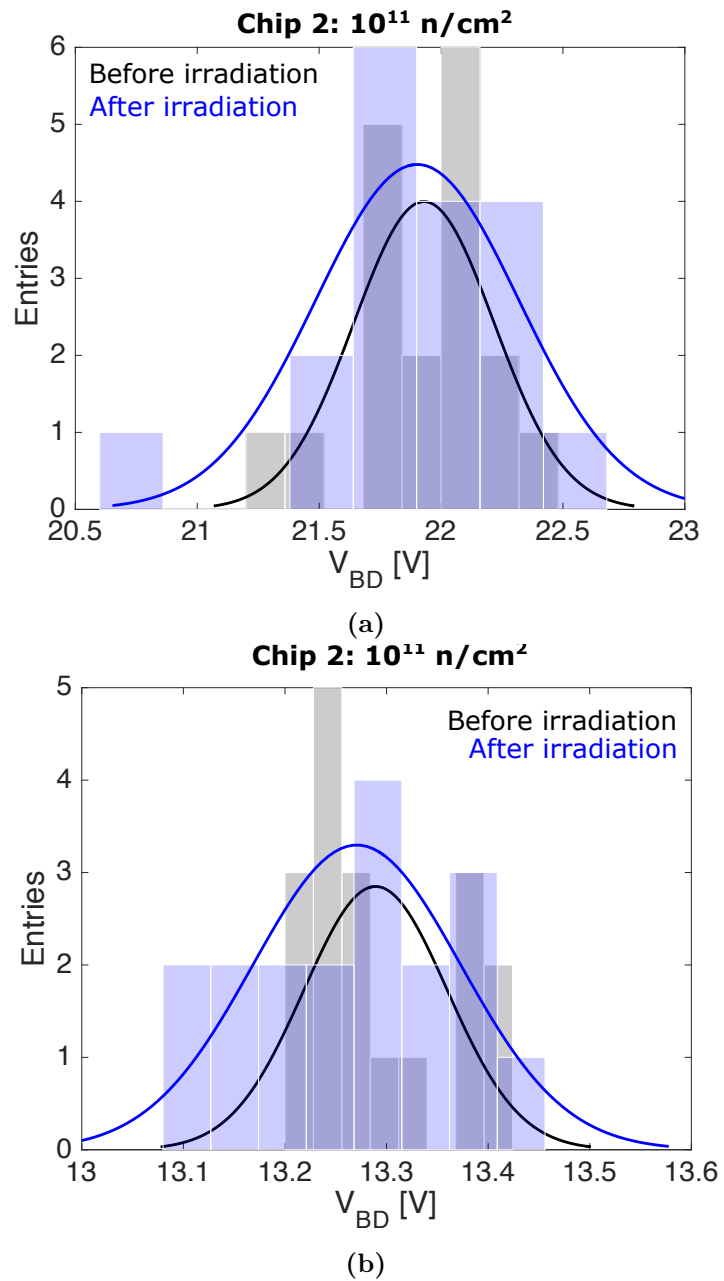 Chip 2: 10¹¹ n/cm²
Before irradiation
After irradiation
6
5
4
3
2
1
0
Entries
20.5 21 21.5 22 22.5 23
V_BD [V]
(a)
Chip 2: 10¹¹ n/cm²
Before irradiation
After irradiation
5
4
3
2
1
0
Entries
13 13.1 13.2 13.3 13.4 13.5 13.6
V_BD [V]
(b)